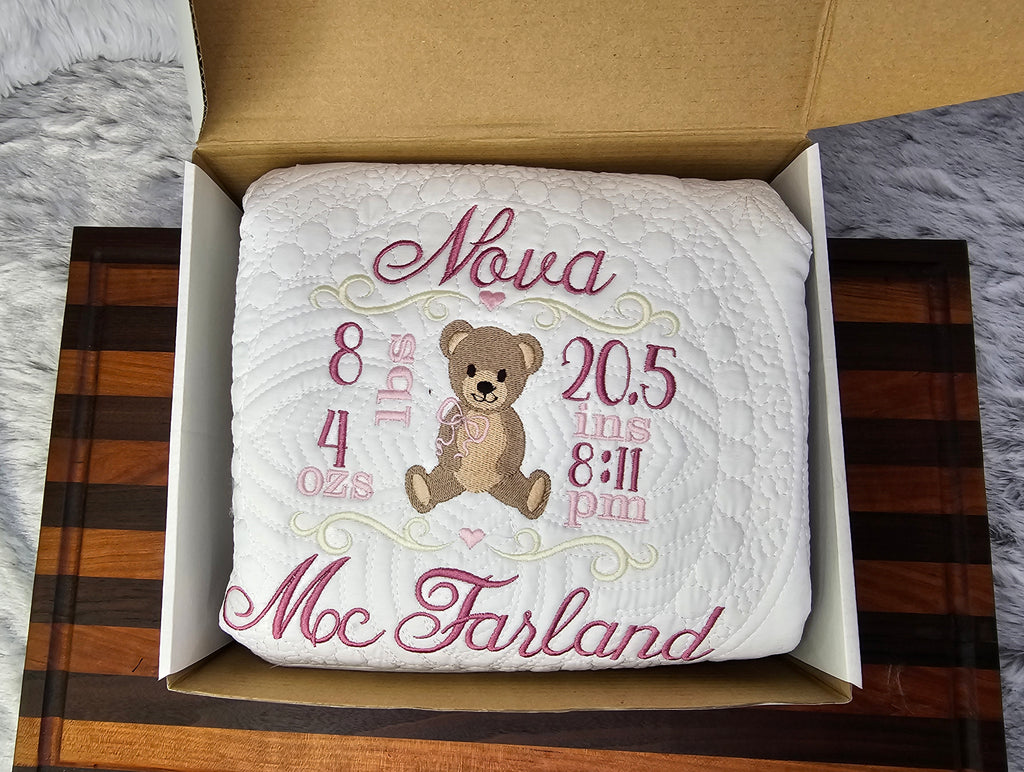 Nova
8 lbs
4
ozs
20.5
ins
8:11
pm
Mc Farland